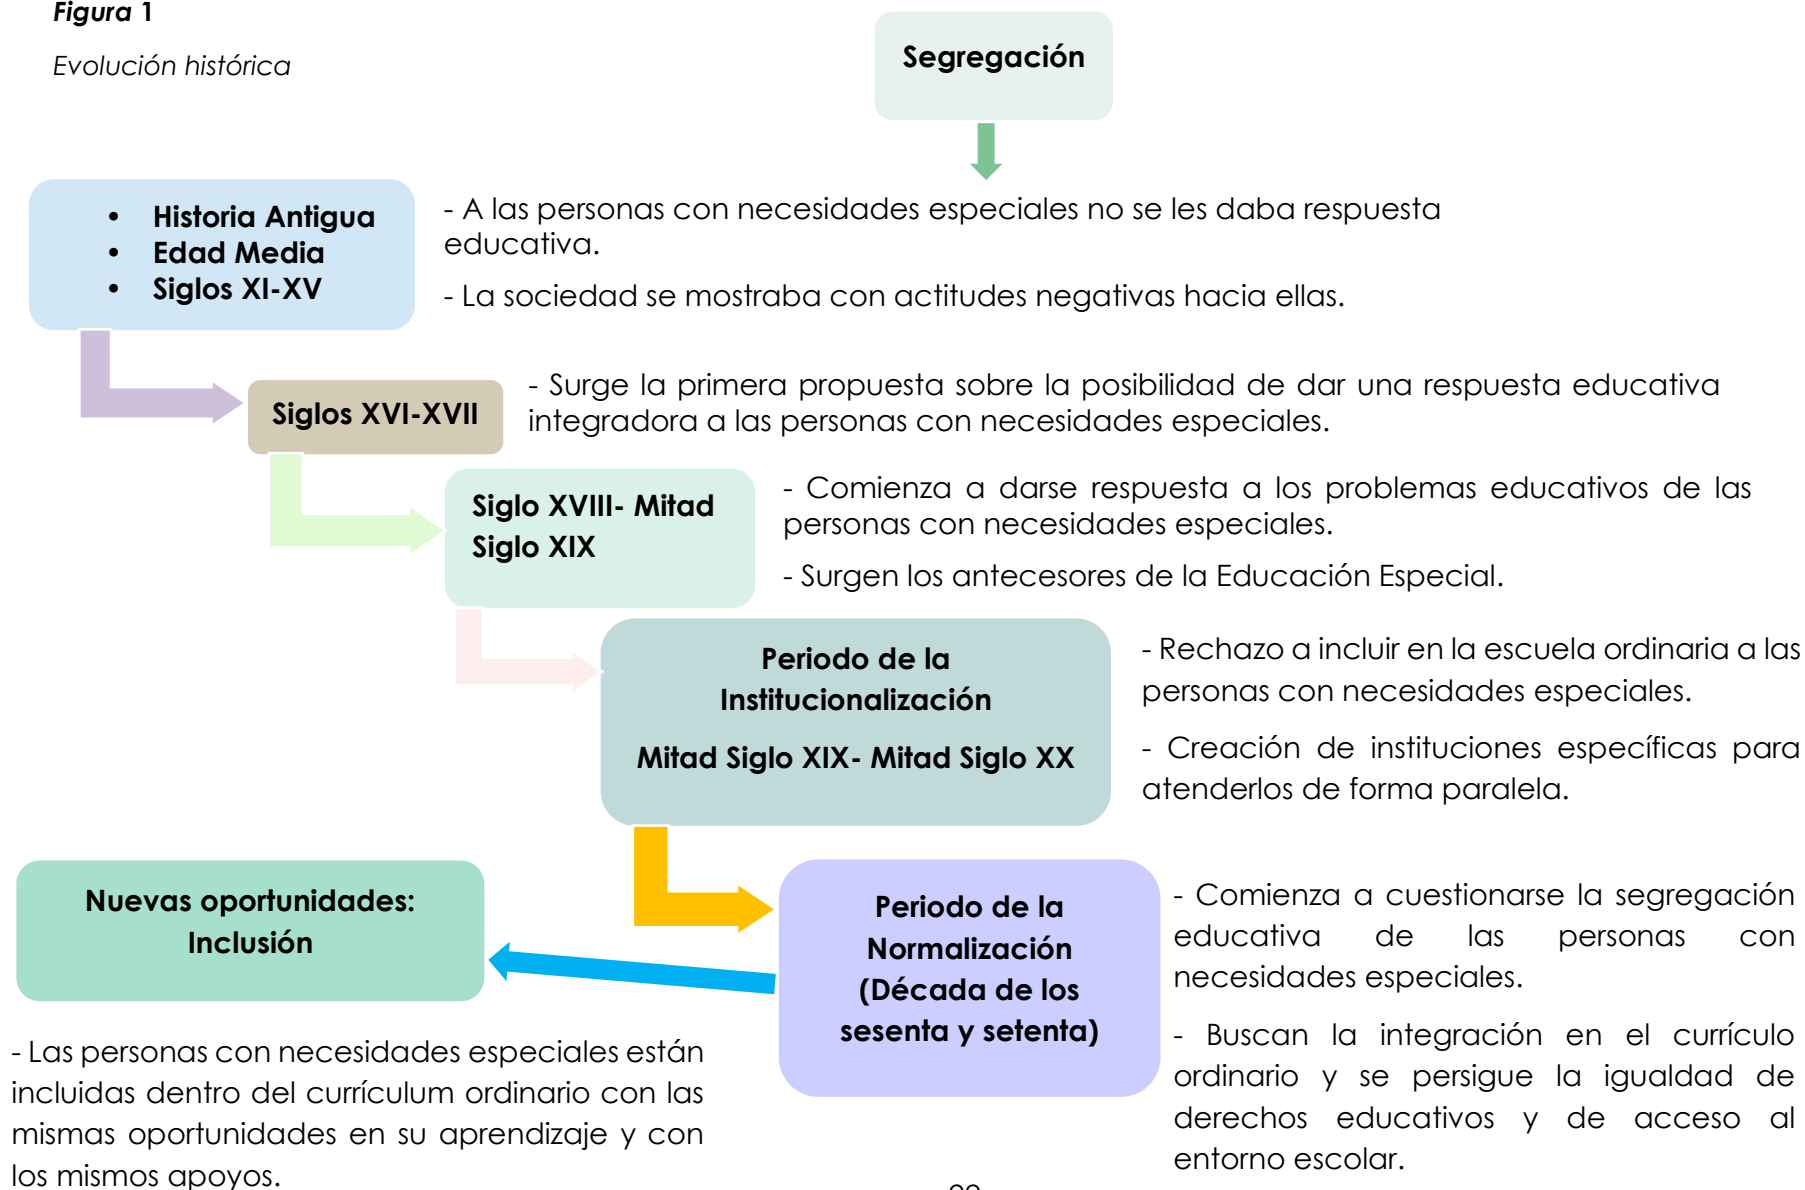 Figura 1
Evolución histórica
Segregación
• Historia Antigua
• Edad Media
• Siglos XI-XV
- A las personas con necesidades especiales no se les daba respuesta
educativa.
- La sociedad se mostraba con actitudes negativas hacia ellas.
Siglos XVI-XVII
- Surge la primera propuesta sobre la posibilidad de dar una respuesta educativa
integradora a las personas con necesidades especiales.
Siglo XVIII- Mitad
Siglo XIX
- Comienza a darse respuesta a los problemas educativos de las
personas con necesidades especiales.
- Surgen los antecesores de la Educación Especial.
Periodo de la
Institucionalización
Mitad Siglo XIX- Mitad Siglo XX
- Rechazo a incluir en la escuela ordinaria a las
personas con necesidades especiales.
- Creación de instituciones específicas para
atenderlos de forma paralela.
Periodo de la
Normalización
(Década de los
sesenta y setenta)
- Comienza a cuestionarse la segregación
educativa de las personas con
necesidades especiales.
- Buscan la integración en el currículo
ordinario y se persigue la igualdad de
derechos educativos y de acceso al
entorno escolar.
Nuevas oportunidades:
Inclusión
- Las personas con necesidades especiales están
incluidas dentro del currículum ordinario con las
mismas oportunidades en su aprendizaje y con
los mismos apoyos.